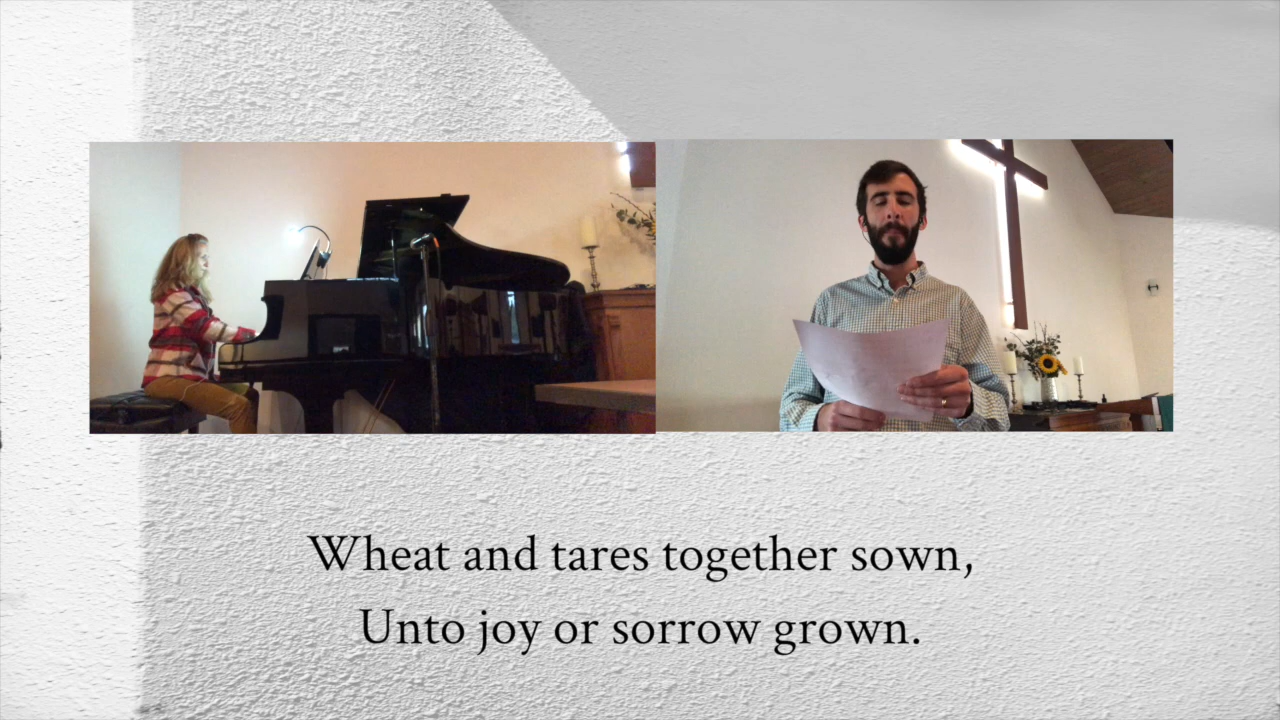 Wheat and tares together sown,
Unto joy or sorrow grown.